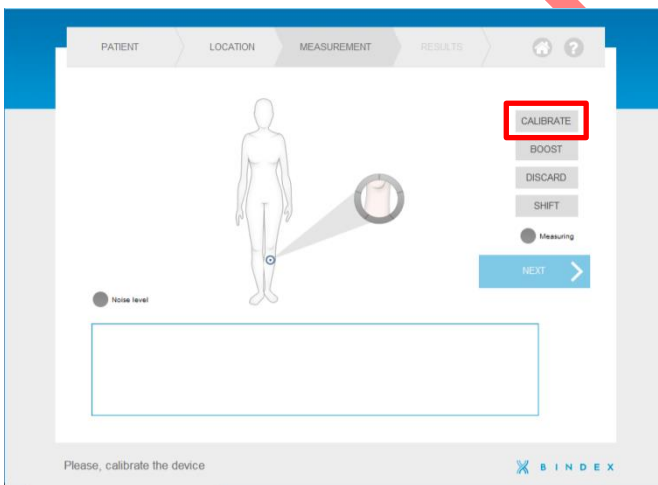 PATIENT LOCATION MEASUREMENT RESULTS ?
CALIBRATE
BOOST
DISCARD
SHIFT
Measuring
NEXT
Noise level
Please, calibrate the device
BINDEX